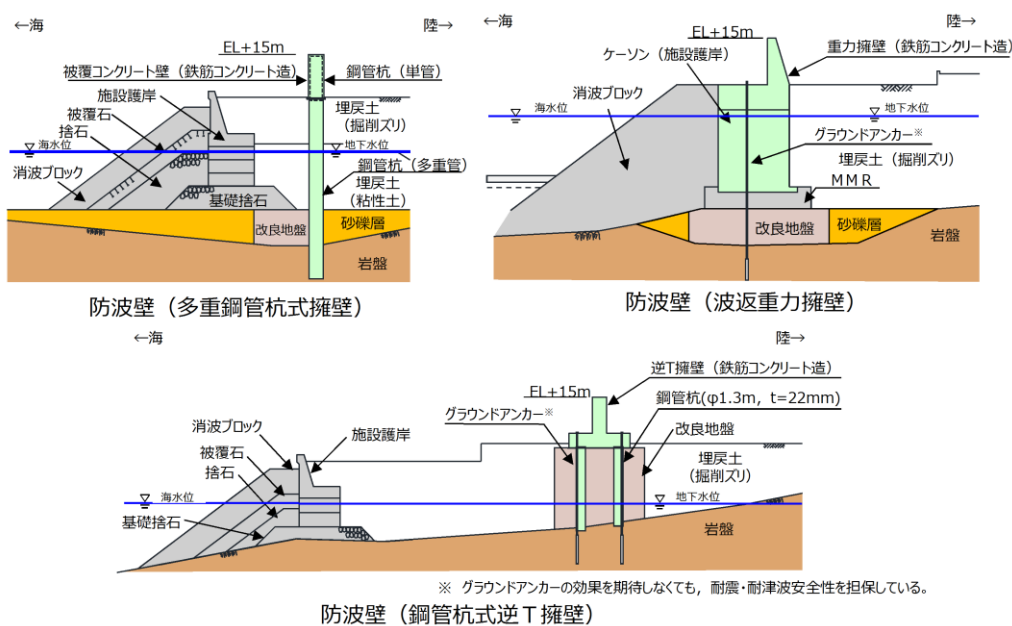 ←海
陸→
EL+15m
被覆コンクリート壁（鉄筋コンクリート造）
鋼管杭（単管）
施設護岸
被覆石
捨石
埋戻土
（掘削ズリ）
海水位
地下水位
消波ブロック
鋼管杭（多重管）
埋戻土
（粘性土）
基礎捨石
改良地盤
砂礫層
岩盤
防波壁（多重鋼管杭式擁壁）
←海
陸→
EL+15m
ケーソン（施設護岸）
重力擁壁（鉄筋コンクリート造）
消波ブロック
海水位
地下水位
グラウンドアンカー※
埋戻土（掘削ズリ）
ＭＭＲ
改良地盤
砂礫層
岩盤
防波壁（波返重力擁壁）
←海
陸→
逆T擁壁（鉄筋コンクリート造）
EL+15m
鋼管杭(φ1.3m，t=22mm)
グラウンドアンカー※
消波ブロック
施設護岸
改良地盤
被覆石
捨石
埋戻土
（掘削ズリ）
海水位
地下水位
基礎捨石
岩盤
※ グラウンドアンカーの効果を期待しなくても，耐震・耐津波安全性を担保している。
防波壁（鋼管杭式逆Ｔ擁壁）